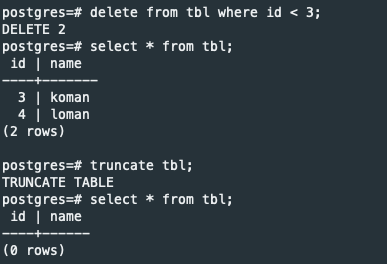 postgres=# delete from tbl where id < 3;
DELETE 2
postgres=# select * from tbl;
 id | name
----+-------
  3 | koman
  4 | loman
(2 rows)

postgres=# truncate tbl;
TRUNCATE TABLE
postgres=# select * from tbl;
 id | name
----+------
(0 rows)